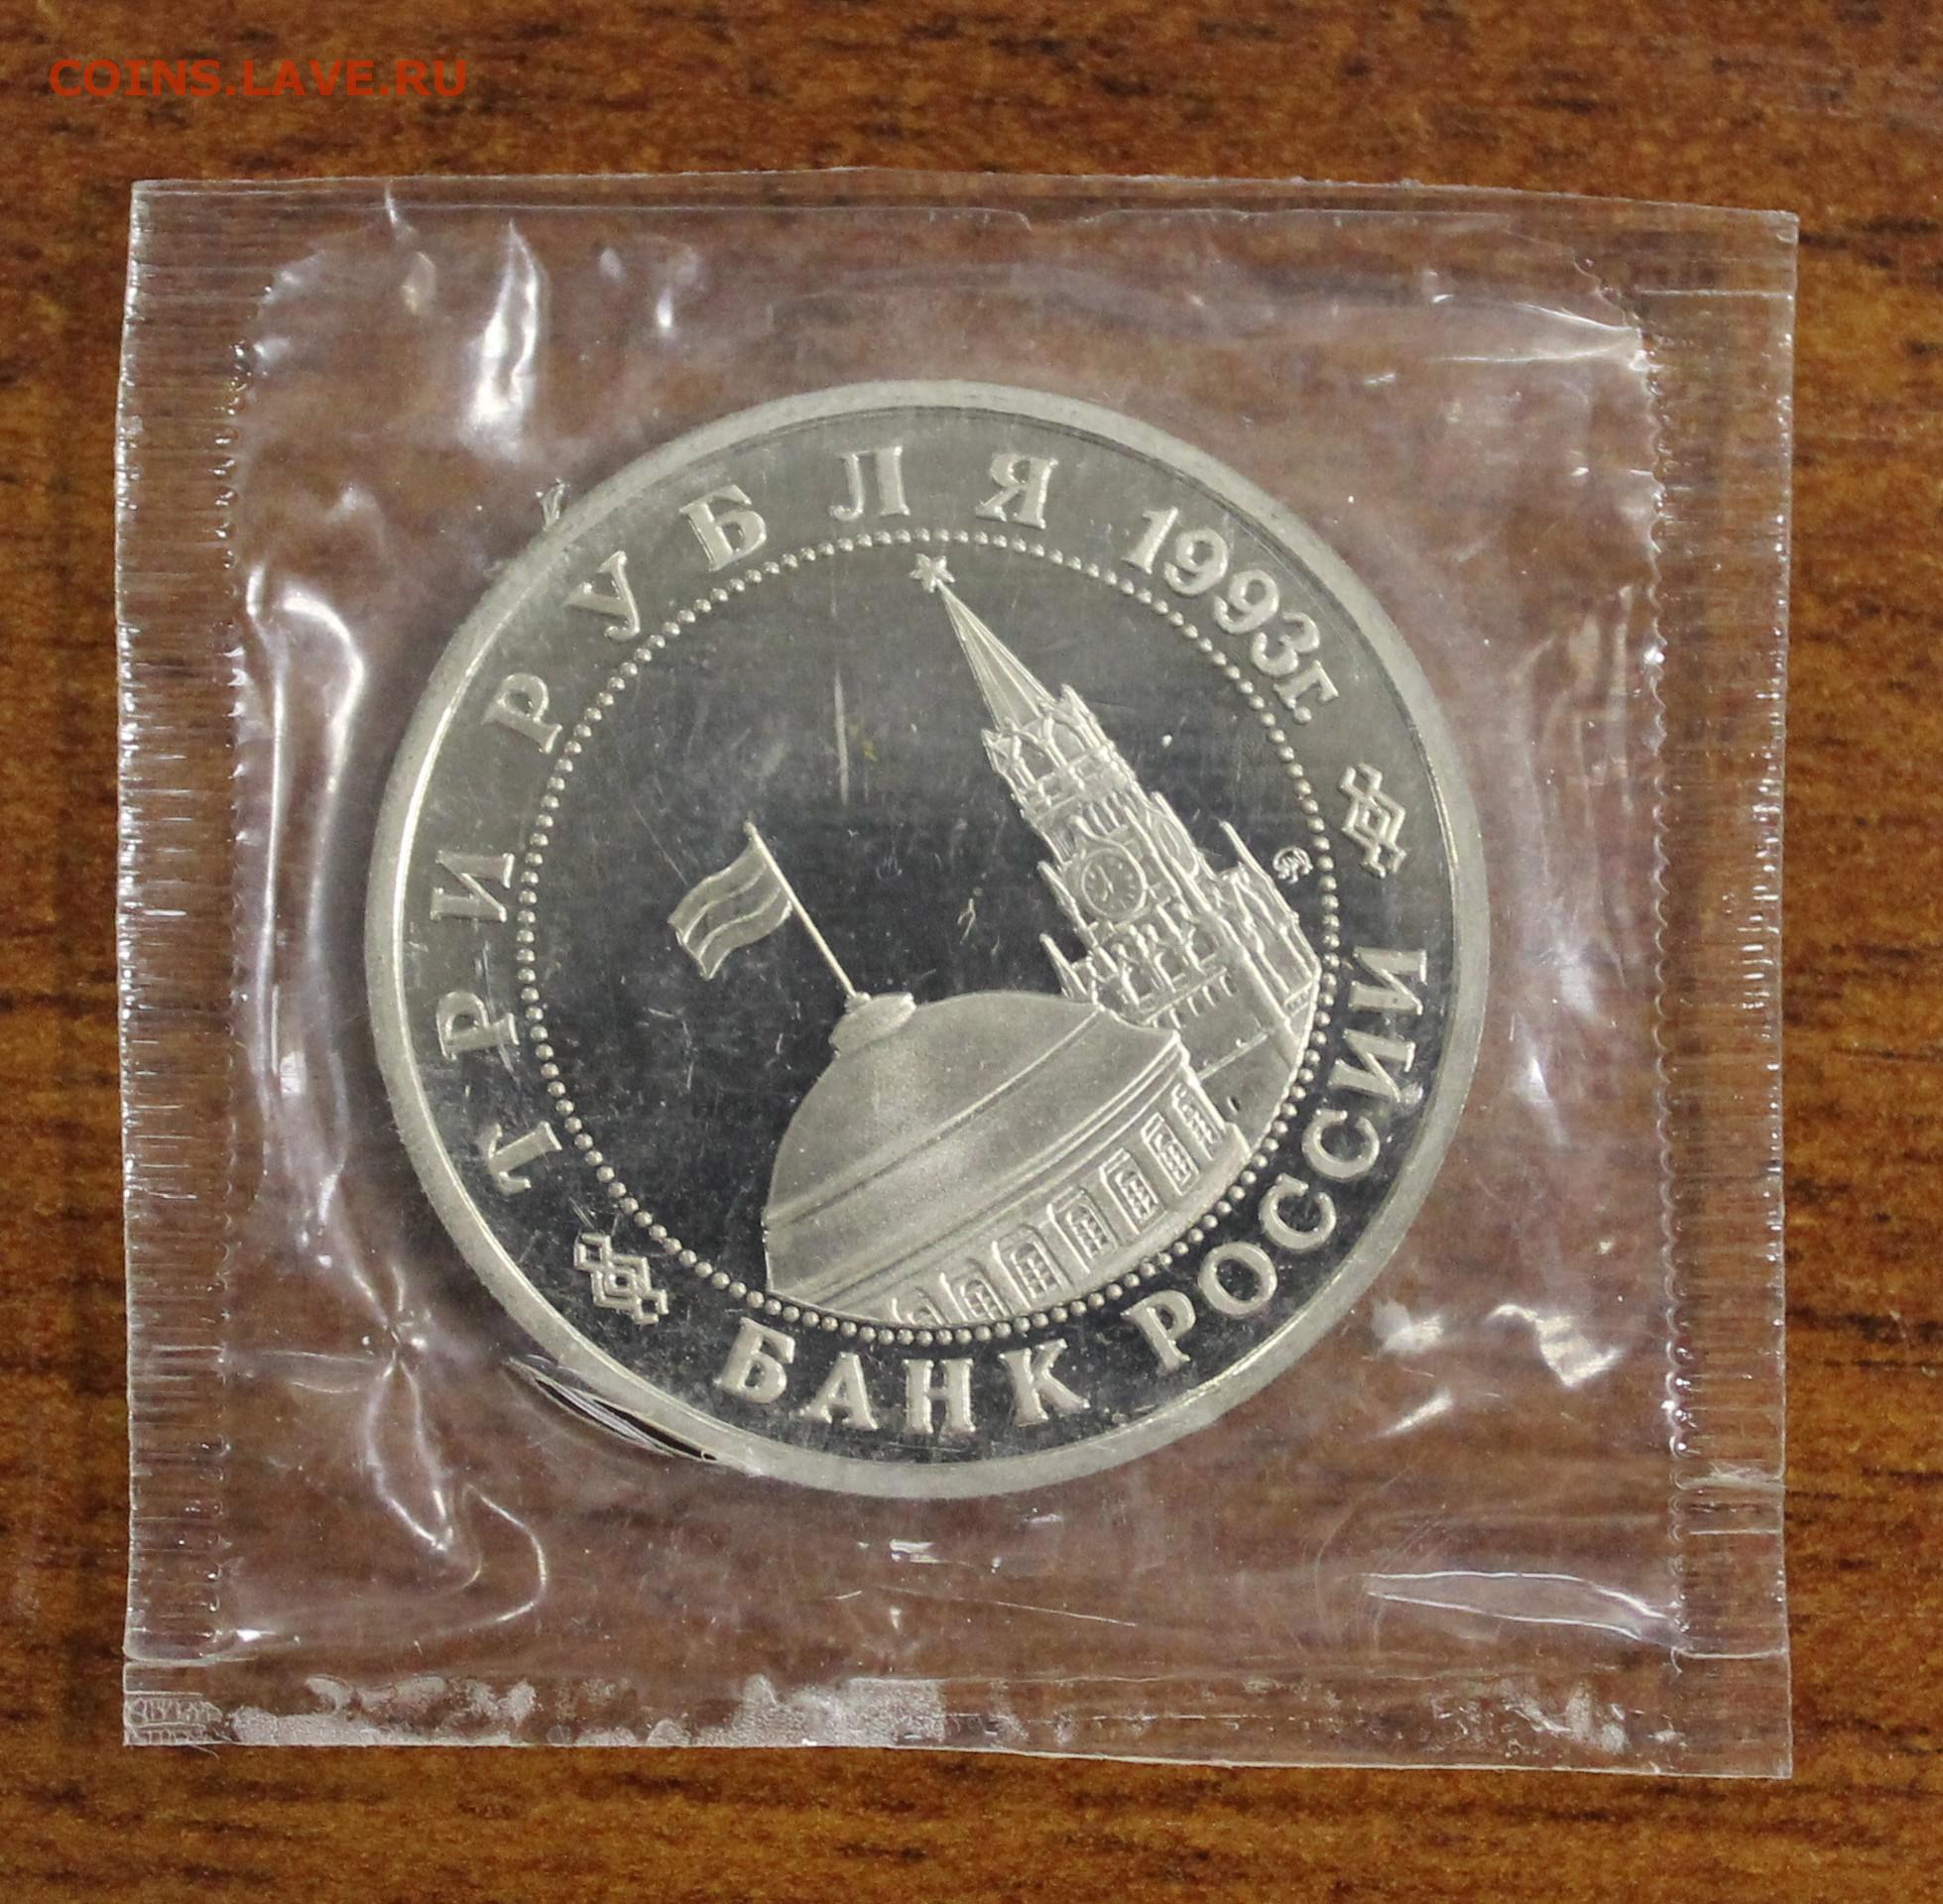 COINS.LAVE.RU
ТРИ РУБЛЯ 1993г.
БАНК РОССИИ